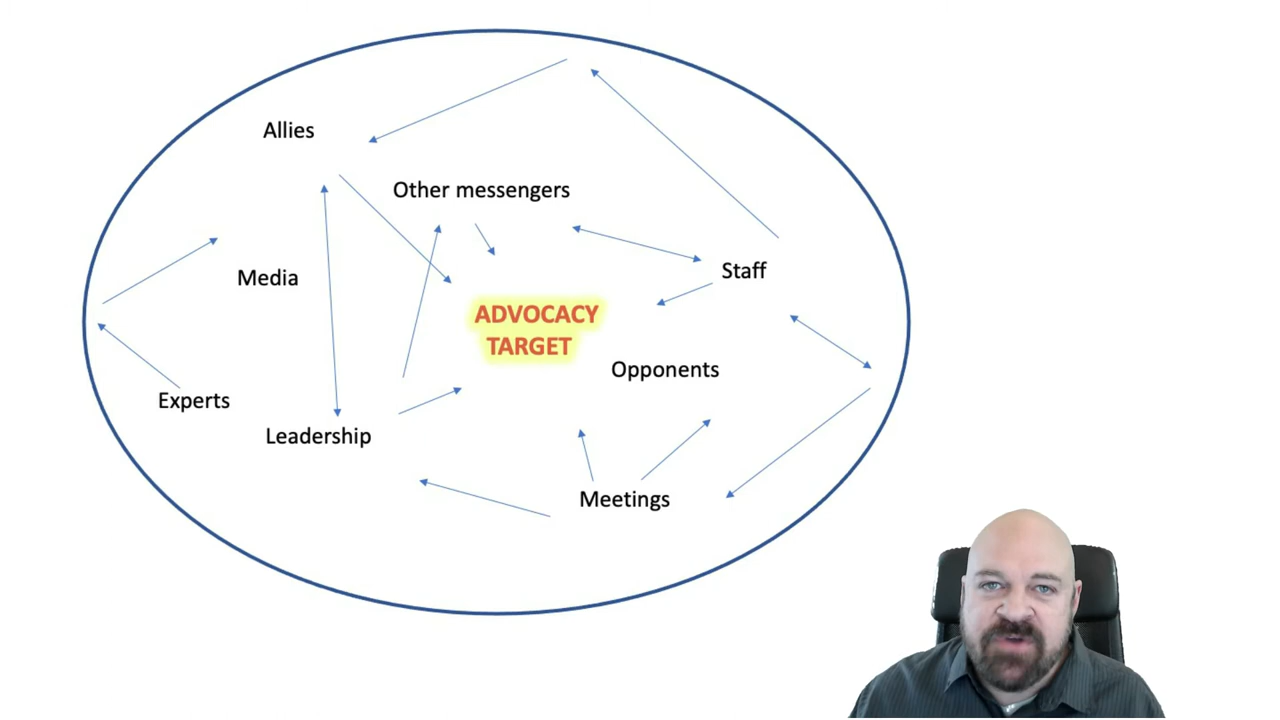 Allies
Other messengers
Media
Staff
ADVOCACY
TARGET
Opponents
Experts
Leadership
Meetings